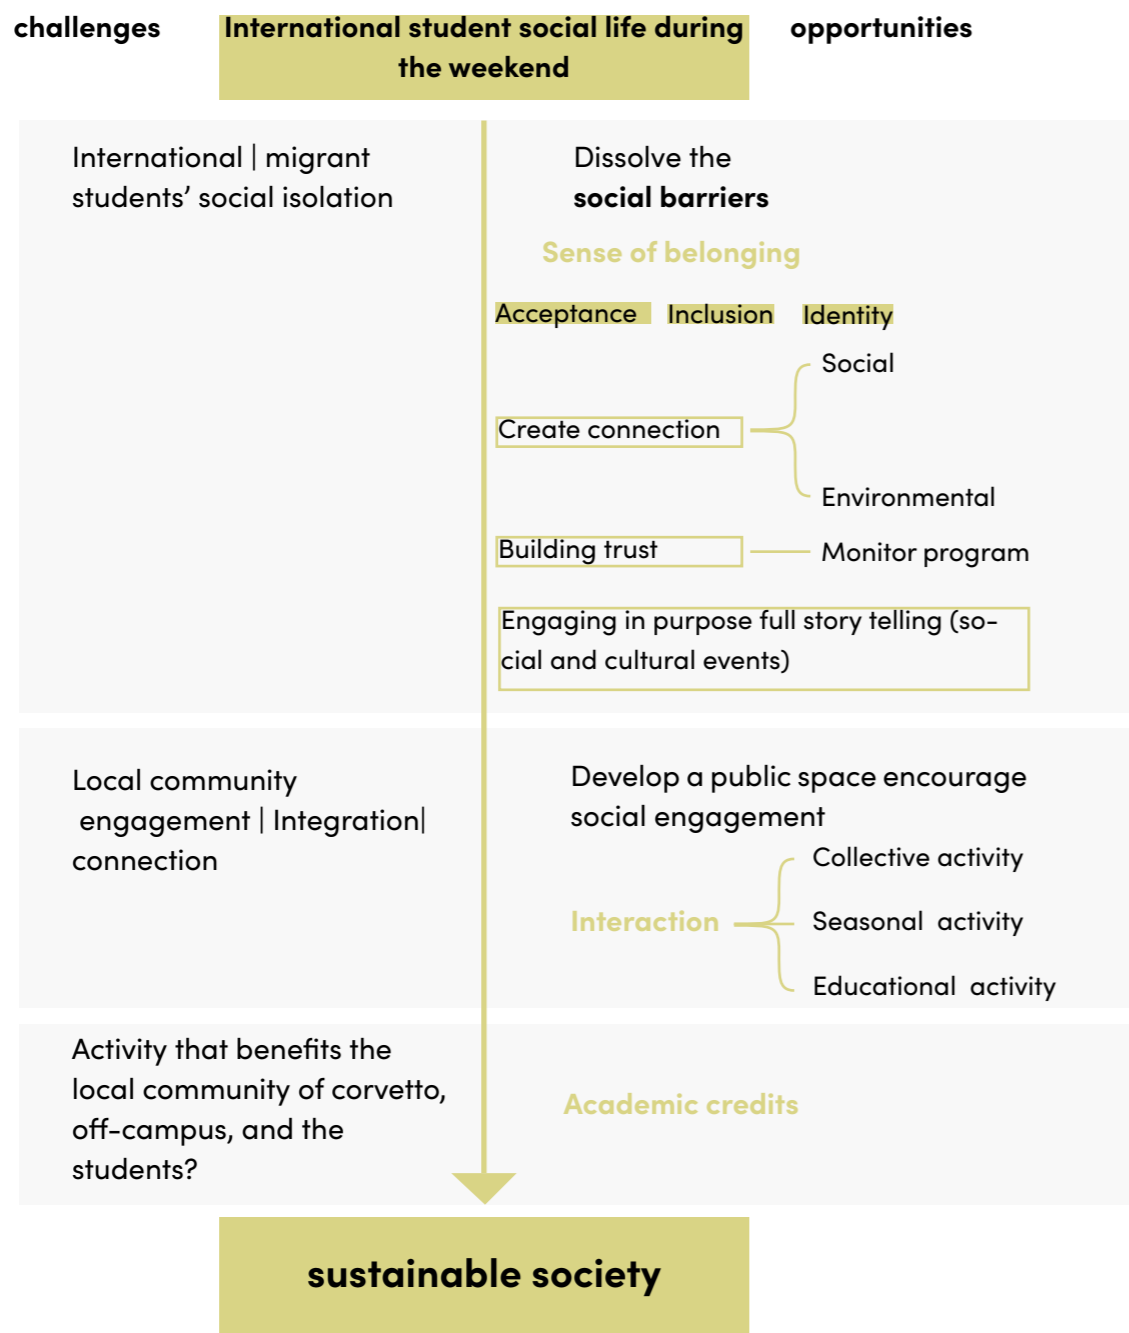 challenges
International student social life during
the weekend
opportunities
International | migrant
students’ social isolation
Dissolve the
social barriers
Sense of belonging
Acceptance
Inclusion
Identity
Social
Create connection
Environmental
Building trust
Monitor program
Engaging in purpose full story telling (so-
cial and cultural events)
Local community
engagement | Integration|
connection
Develop a public space encourage
social engagement
Collective activity
Interaction
Seasonal activity
Educational activity
Activity that benefits the
local community of corvetto,
off-campus, and the
students?
Academic credits
sustainable society